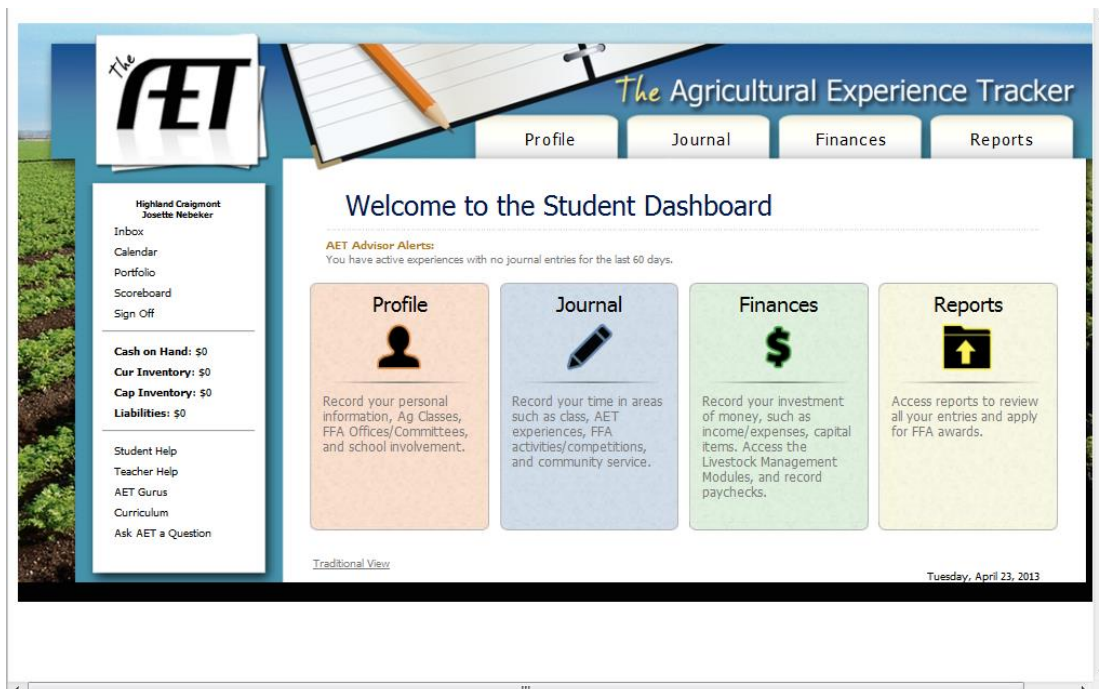 The
ÆT
The Agricultural Experience Tracker
Profile
Journal
Finances
Reports
Highland Craigmont
Josette Nebeker
Inbox
Calendar
Portfolio
Scoreboard
Sign Off
Cash on Hand: $0
Cur Inventory: $0
Cap Inventory: $0
Liabilities: $0
Student Help
Teacher Help
AET Gurus
Curriculum
Ask AET a Question
Welcome to the Student Dashboard
AET Advisor Alerts:
You have active experiences with no journal entries for the last 60 days.
Profile
Record your personal
information, Ag Classes,
FFA Offices/Committees,
and school involvement.
Journal
Record your time in areas
such as class, AET
experiences, FFA
activities/competitions,
and community service.
Finances
$
Record your investment
of money, such as
income/expenses, capital
items. Access the
Livestock Management
Modules, and record
paychecks.
Reports
Access reports to review
all your entries and apply
for FFA awards.
Traditional View
Tuesday, April 23, 2013